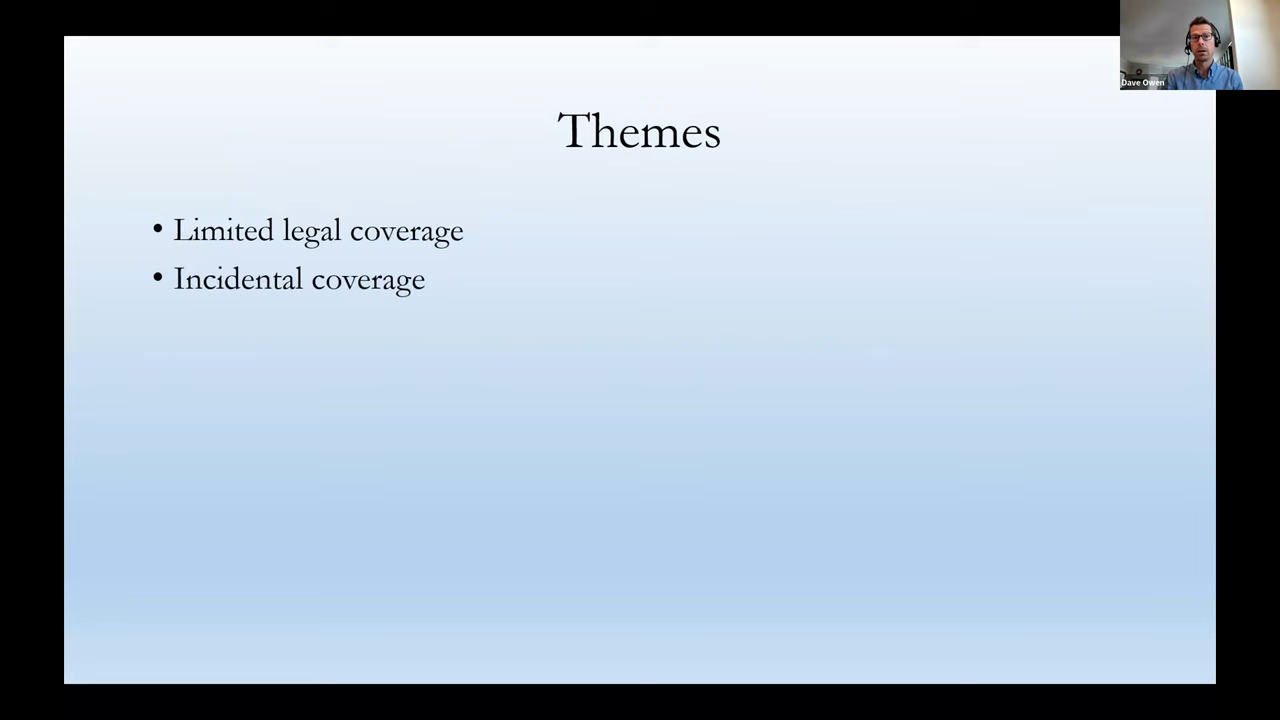 Dave Owen
Themes
• Limited legal coverage
• Incidental coverage